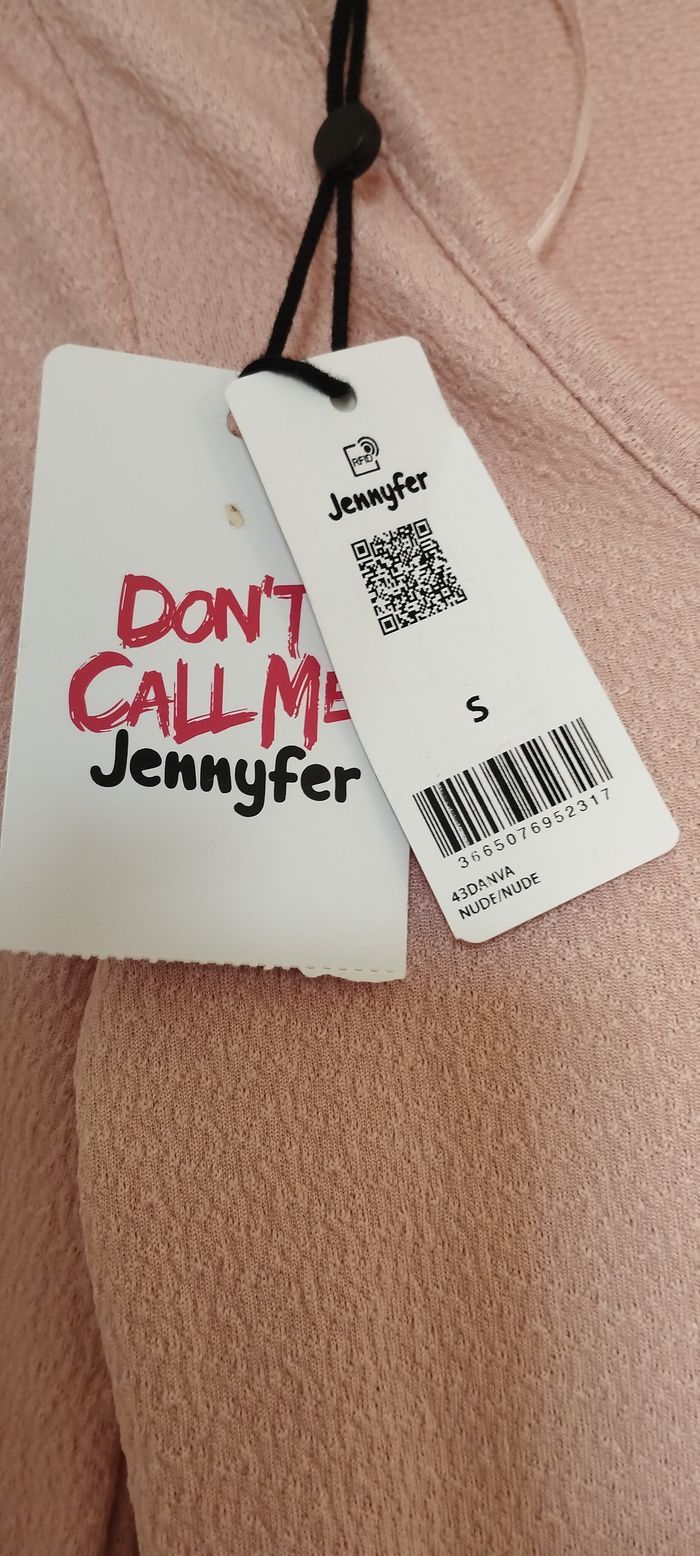 DON'T
CALL ME
Jennyfer
RFID
Jennyfer
S
3665076952317
43DANVA
NUDE/NUDE